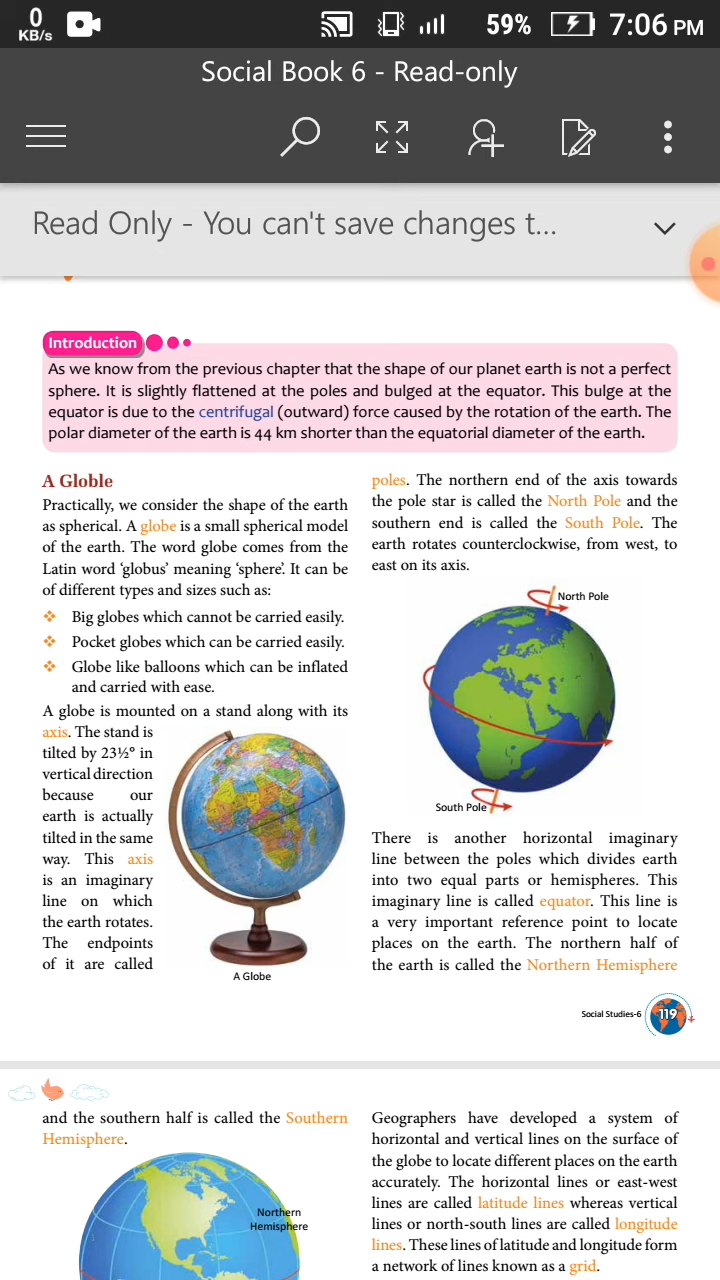 0
KB/s
59%
7:06 PM
Social Book 6 - Read-only
Read Only - You can't save changes t...
Introduction
As we know from the previous chapter that the shape of our planet earth is not a perfect
sphere. It is slightly flattened at the poles and bulged at the equator. This bulge at the
equator is due to the centrifugal (outward) force caused by the rotation of the earth. The
polar diameter of the earth is 44 km shorter than the equatorial diameter of the earth.
A Globle
Practically, we consider the shape of the earth
as spherical. A globe is a small spherical model
of the earth. The word globe comes from the
Latin word ‘globus’ meaning ‘sphere’. It can be
of different types and sizes such as:
❖ Big globes which cannot be carried easily.
❖ Pocket globes which can be carried easily.
❖ Globe like balloons which can be inflated
and carried with ease.
A globe is mounted on a stand along with its
axis. The stand is
tilted by 23½° in
vertical direction
because our
earth is actually
tilted in the same
way. This axis
is an imaginary
line on which
the earth rotates.
The endpoints
of it are called
A Globe
poles. The northern end of the axis towards
the pole star is called the North Pole and the
southern end is called the South Pole. The
earth rotates counterclockwise, from west, to
east on its axis.
North Pole
South Pole
There is another horizontal imaginary
line between the poles which divides earth
into two equal parts or hemispheres. This
imaginary line is called equator. This line is
a very important reference point to locate
places on the earth. The northern half of
the earth is called the Northern Hemisphere
Social Studies-6
119
and the southern half is called the Southern
Hemisphere.
Northern
Hemisphere
Geographers have developed a system of
horizontal and vertical lines on the surface of
the globe to locate different places on the earth
accurately. The horizontal lines or east-west
lines are called latitude lines whereas vertical
lines or north-south lines are called longitude
lines. These lines of latitude and longitude form
a network of lines known as a grid.